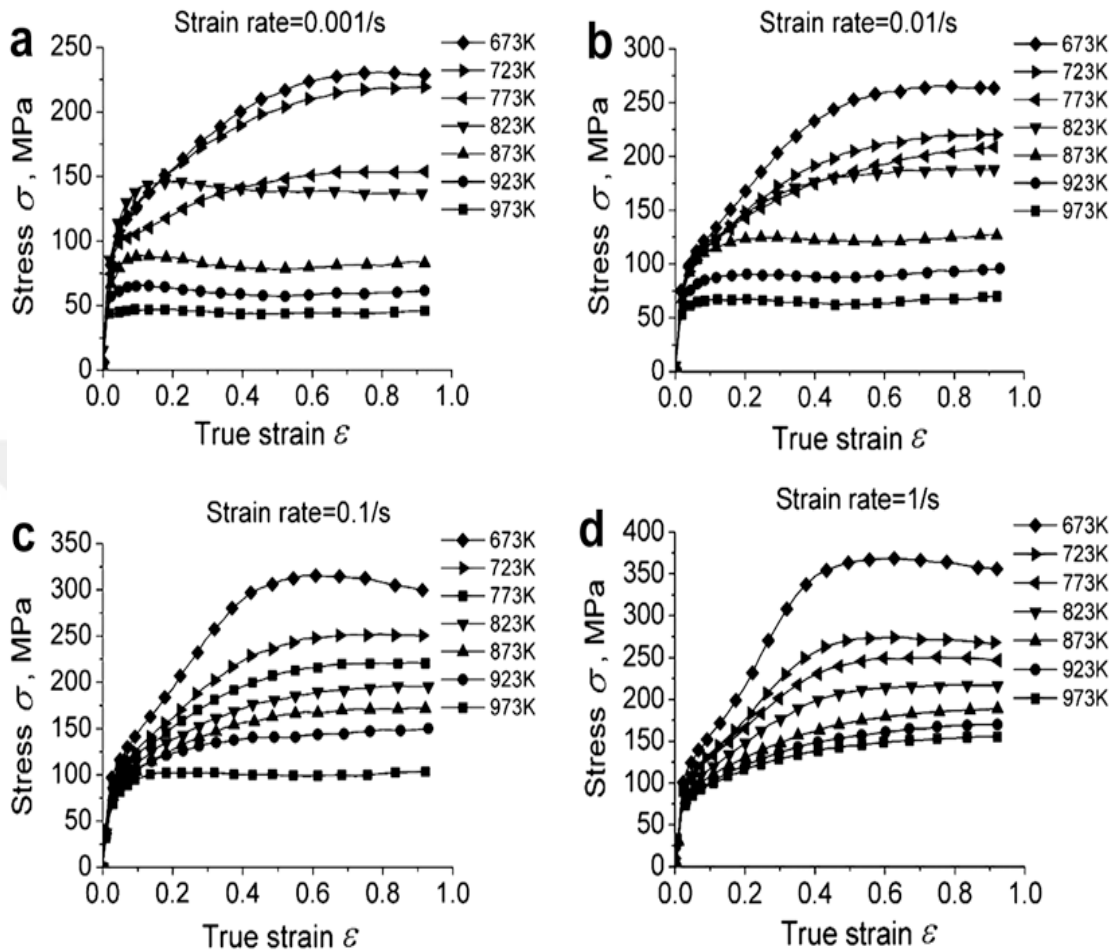 a
Strain rate=0.001/s
Stress σ, MPa
250
200
150
100
50
0
0.0 0.2 0.4 0.6 0.8 1.0
True strain ε
673K
723K
773K
823K
873K
923K
973K
b
Strain rate=0.01/s
Stress σ, MPa
300
250
200
150
100
50
0
0.0 0.2 0.4 0.6 0.8 1.0
True strain ε
673K
723K
773K
823K
873K
923K
973K
c
Strain rate=0.1/s
Stress σ, MPa
350
300
250
200
150
100
50
0
0.0 0.2 0.4 0.6 0.8 1.0
True strain ε
673K
723K
773K
823K
873K
923K
973K
d
Strain rate=1/s
Stress σ, MPa
400
350
300
250
200
150
100
50
0
0.0 0.2 0.4 0.6 0.8 1.0
True strain ε
673K
723K
773K
823K
873K
923K
973K